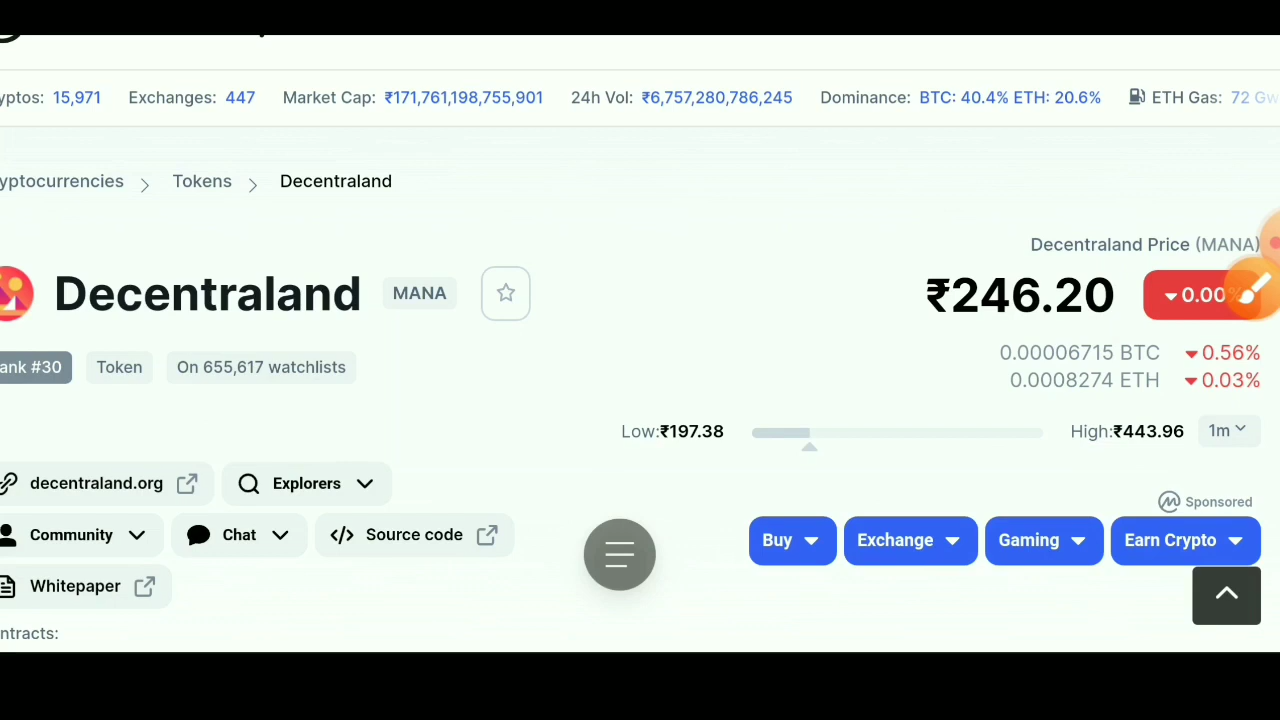 yptos: 15,971 Exchanges: 447 Market Cap: ₹171,761,198,755,901 24h Vol: ₹6,757,280,786,245 Dominance: BTC: 40.4% ETH: 20.6% ETH Gas: 72 Gw
yptocurrencies > Tokens > Decentraland
Decentraland Price (MANA)
Decentraland MANA ₹246.20 0.00%
ank #30 Token On 655,617 watchlists
0.00006715 BTC 0.56%
0.0008274 ETH 0.03%
Low:₹197.38 High:₹443.96 1m
decentraland.org Explorers
Sponsored
Community Chat Source code
Buy Exchange Gaming Earn Crypto
Whitepaper
ntracts: